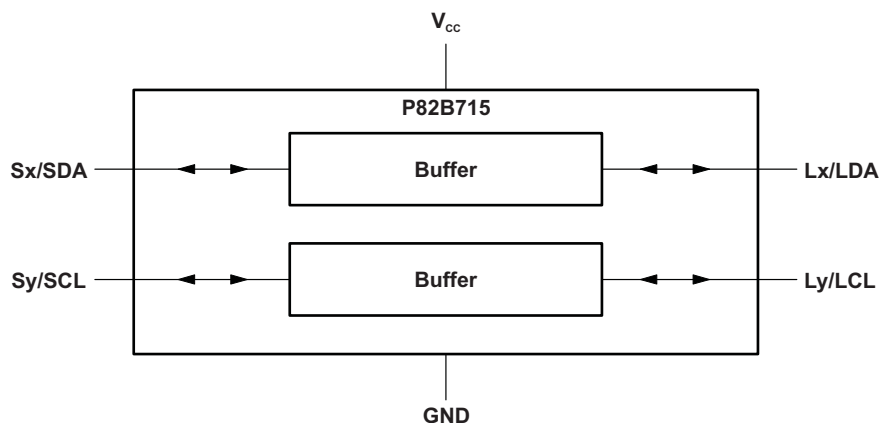 Vcc
P82B715
Sx/SDA
Buffer
Lx/LDA
Sy/SCL
Buffer
Ly/LCL
GND